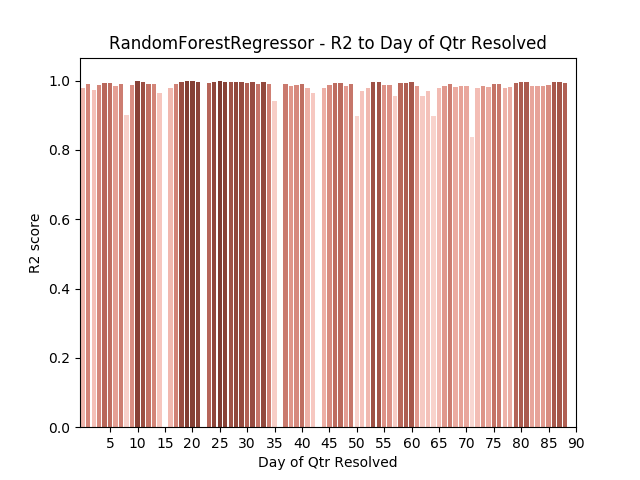 RandomForestRegressor - R2 to Day of Qtr Resolved
1.0
0.8
0.6
0.4
0.2
0.0
R2 score
5 10 15 20 25 30 35 40 45 50 55 60 65 70 75 80 85 90
Day of Qtr Resolved